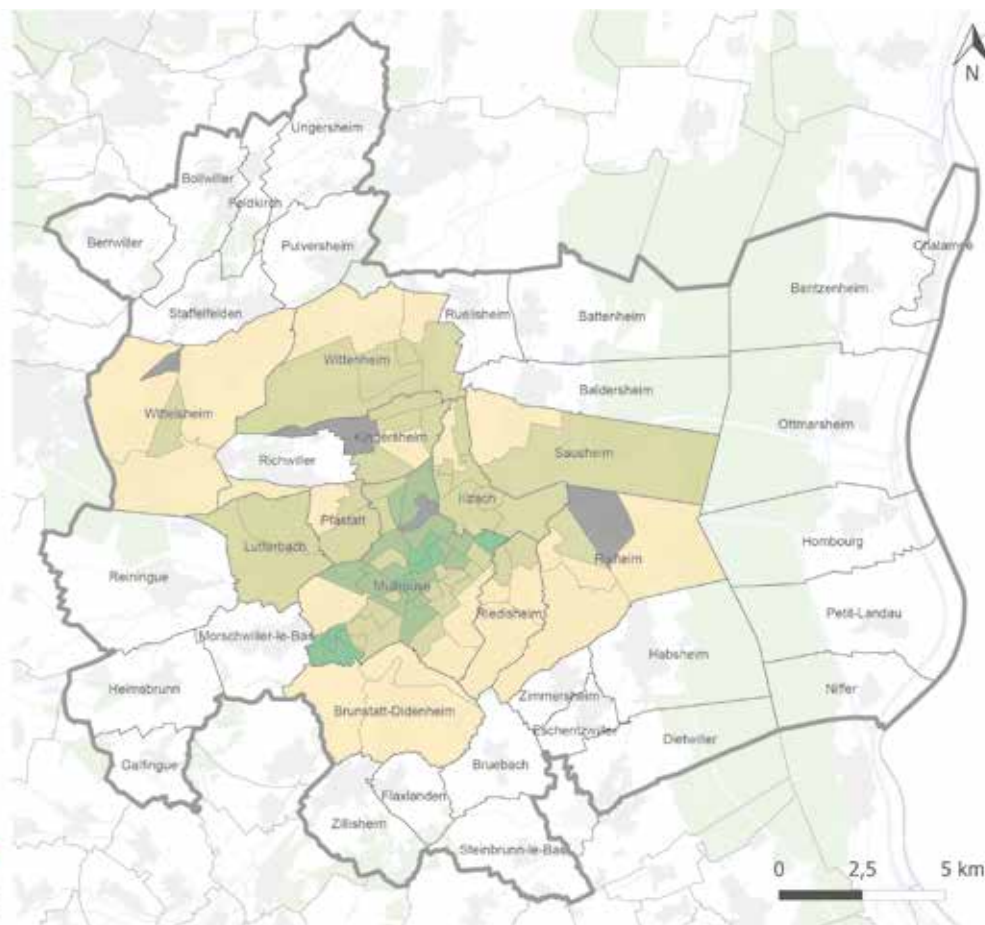 N
Ungersheim
Bollwiller
Feldkirch
Berrwiller
Pulversheim
Chalampé
Bantzenheim
Staffelfelden
Ruelisheim
Battenheim
Wittenheim
Baldersheim
Wittelsheim
Ottmarsheim
Kingersheim
Sausheim
Richwiller
Illzach
Pfastatt
Lutterbach
Rixheim
Hombourg
Reiningue
Mulhouse
Riedisheim
Petit-Landau
Morschwiller-le-Bas
Habsheim
Heimsbrunn
Zimmersheim
Niffer
Brunstatt-Didenheim
Eschentzwiller
Dietwiller
Galfingue
Bruebach
Flaxlanden
Zillisheim
Steinbrunn-le-Bas
0 2,5 5 km